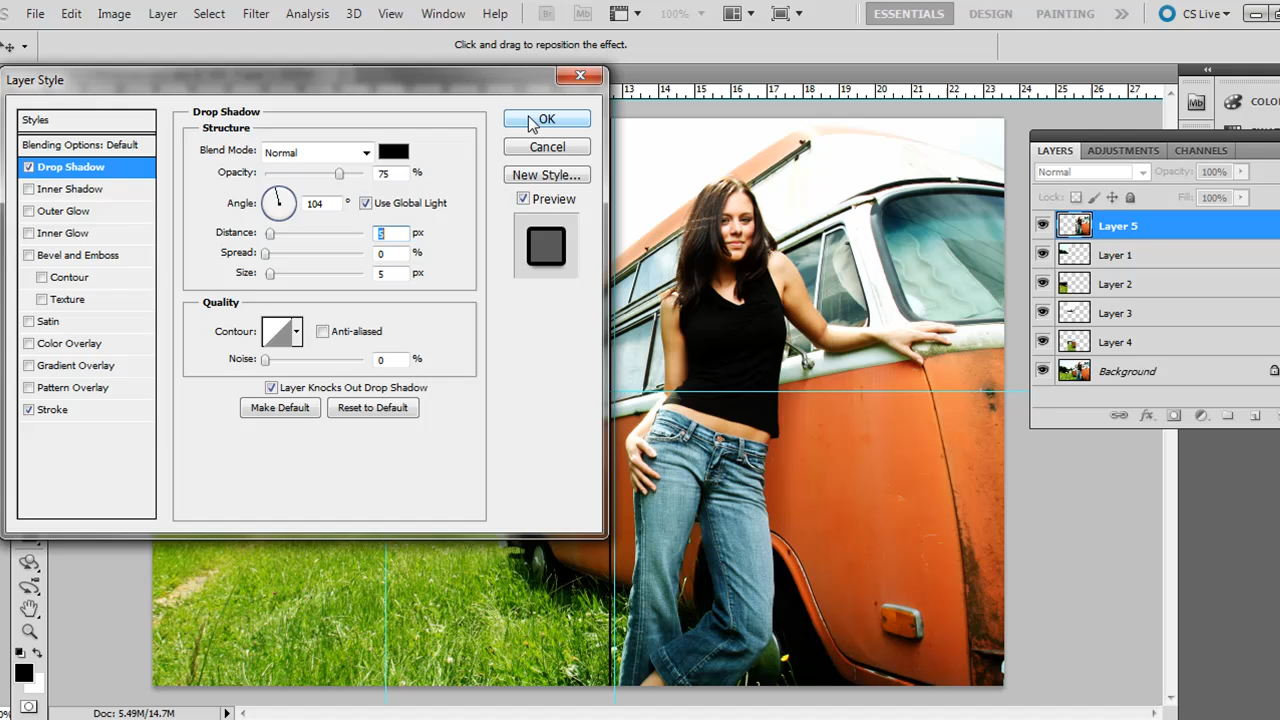 File Edit Image Layer Select Filter Analysis 3D View Window Help Br Mb 100% ESSENTIALS DESIGN PAINTING CS Live
Click and drag to reposition the effect.
Layer Style
Styles
Blending Options: Default
Drop Shadow
Inner Shadow
Outer Glow
Inner Glow
Bevel and Emboss
Contour
Texture
Satin
Color Overlay
Gradient Overlay
Pattern Overlay
Stroke
Drop Shadow
Structure
Blend Mode: Normal
Opacity: 75 %
Angle: 104 ° Use Global Light
Distance: 5 px
Spread: 0 %
Size: 5 px
Quality
Contour: Anti-aliased
Noise: 0 %
Layer Knocks Out Drop Shadow
Make Default Reset to Default
OK
Cancel
New Style...
Preview
13 14 15 16 17 18 19 20 21 22 23 24 25 26 27
Mb COLO
LAYERS ADJUSTMENTS CHANNELS
Normal Opacity: 100%
Lock: Fill: 100%
Layer 5
Layer 1
Layer 2
Layer 3
Layer 4
Background
fx
Doc: 5.49M/14.7M